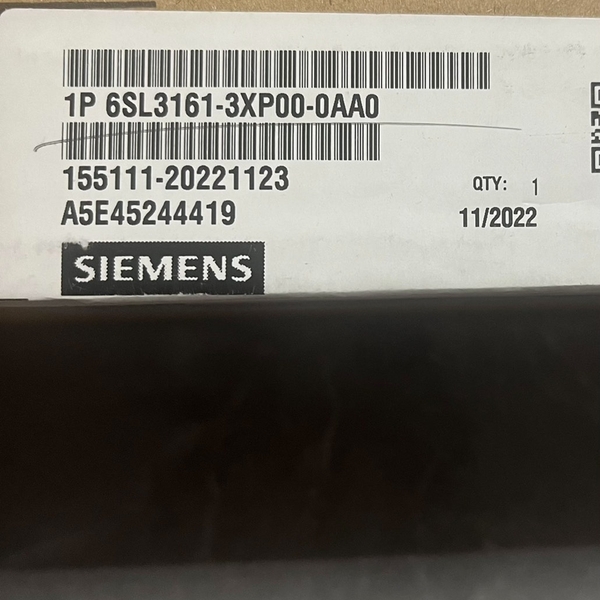 1P 6SL3161-3XP00-0AA0
155111-20221123
QTY: 1
A5E45244419
11/2022
SIEMENS